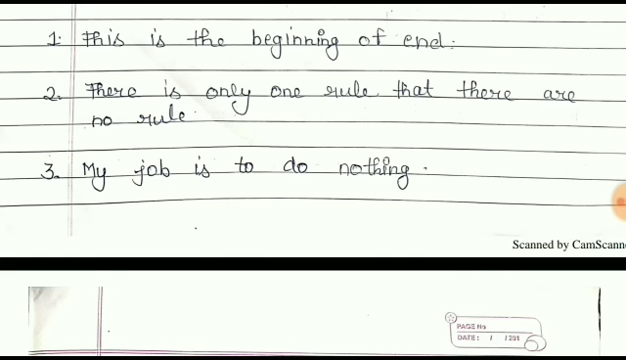 1. This is the beginning of end.
2. There is only one rule that there are
no rule.
3. My job is to do nothing.
Scanned by CamScann
PAGE No
DATE: / /201